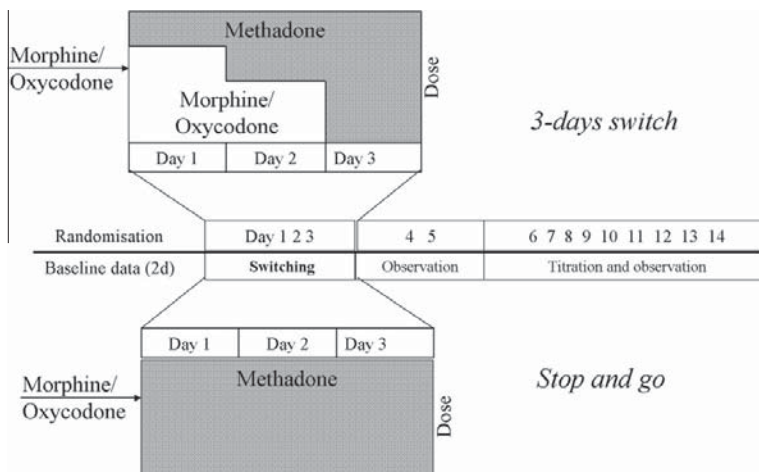 Methadone
Morphine/
Oxycodone
Morphine/
Oxycodone
Dose
3-days switch
Day 1 Day 2 Day 3
Randomisation Day 1 2 3 4 5 6 7 8 9 10 11 12 13 14
Baseline data (2d) Switching Observation Titration and observation
Day 1 Day 2 Day 3
Methadone
Stop and go
Morphine/
Oxycodone
Dose